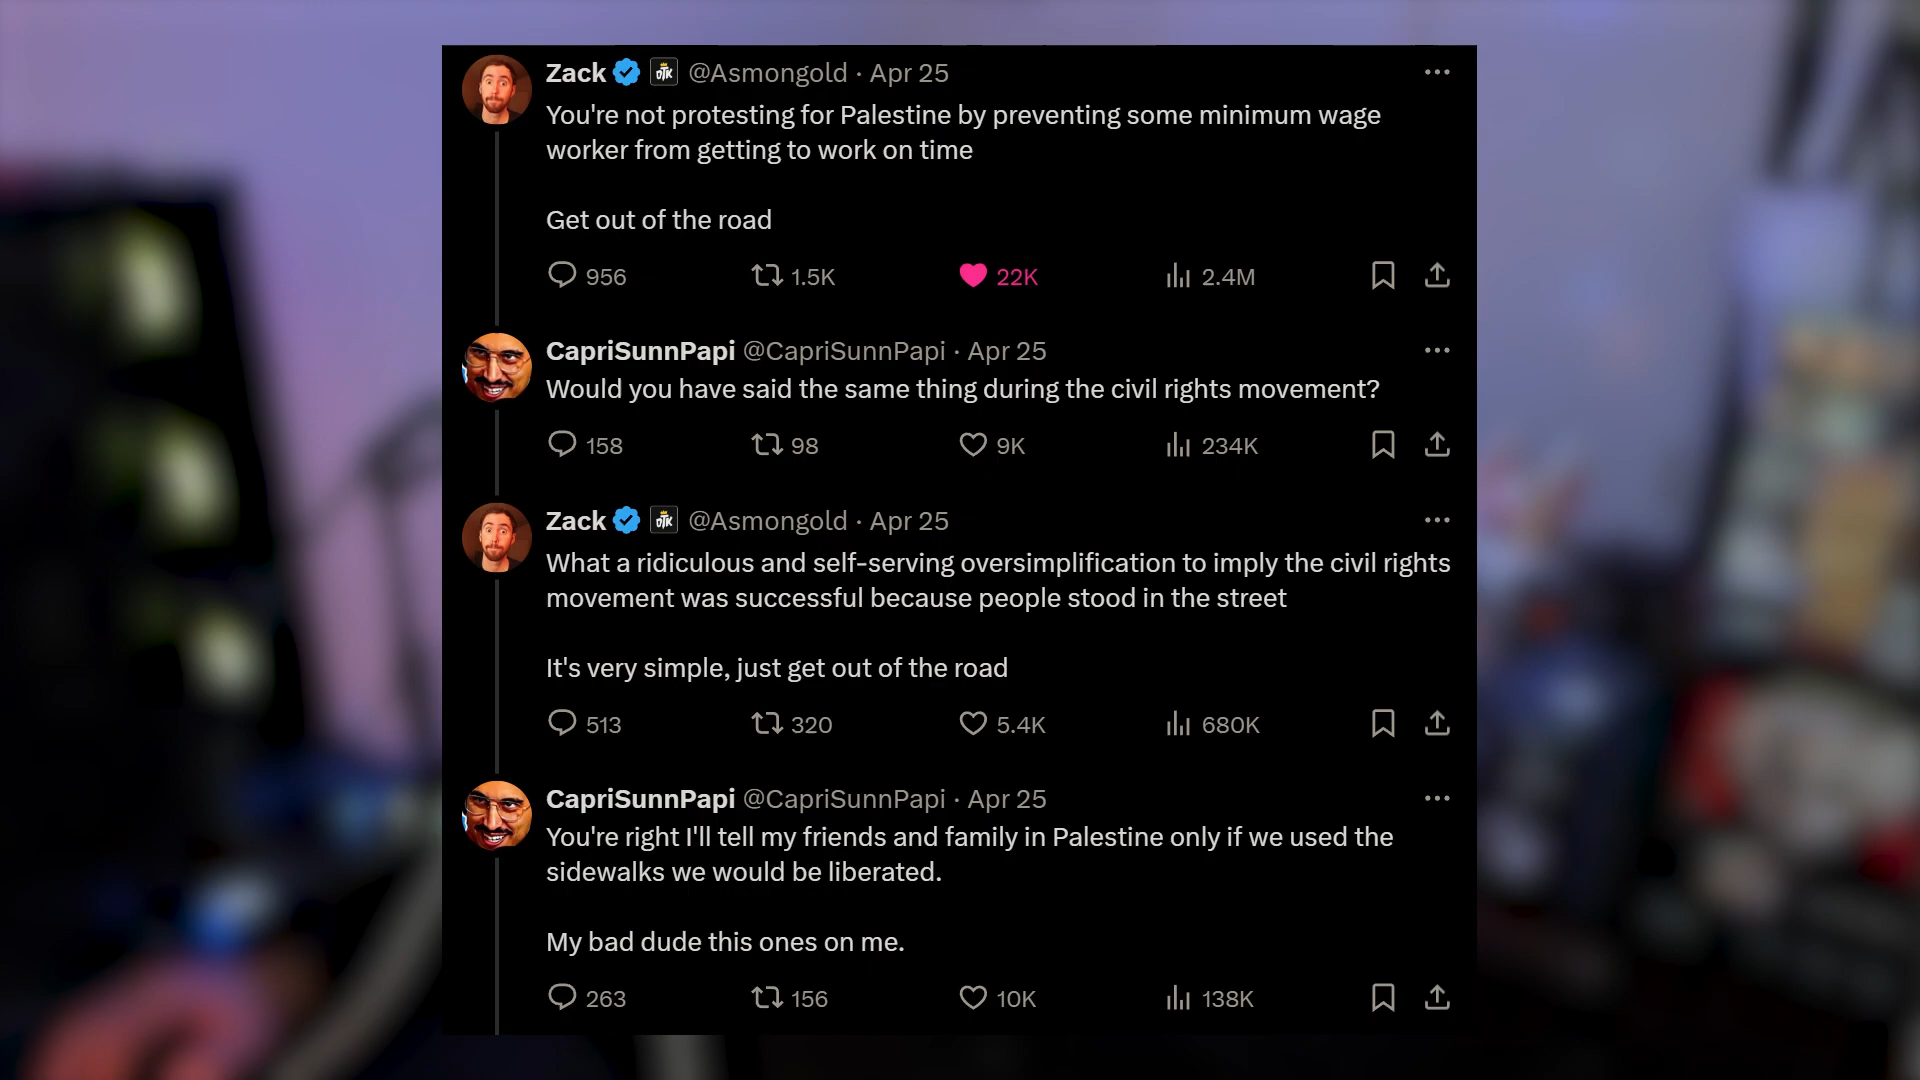 Zack OTK @Asmongold · Apr 25
You're not protesting for Palestine by preventing some minimum wage
worker from getting to work on time
Get out of the road
956 1.5K 22K 2.4M
CapriSunnPapi @CapriSunnPapi · Apr 25
Would you have said the same thing during the civil rights movement?
158 98 9K 234K
Zack OTK @Asmongold · Apr 25
What a ridiculous and self-serving oversimplification to imply the civil rights
movement was successful because people stood in the street
It's very simple, just get out of the road
513 320 5.4K 680K
CapriSunnPapi @CapriSunnPapi · Apr 25
You're right I'll tell my friends and family in Palestine only if we used the
sidewalks we would be liberated.
My bad dude this ones on me.
263 156 10K 138K